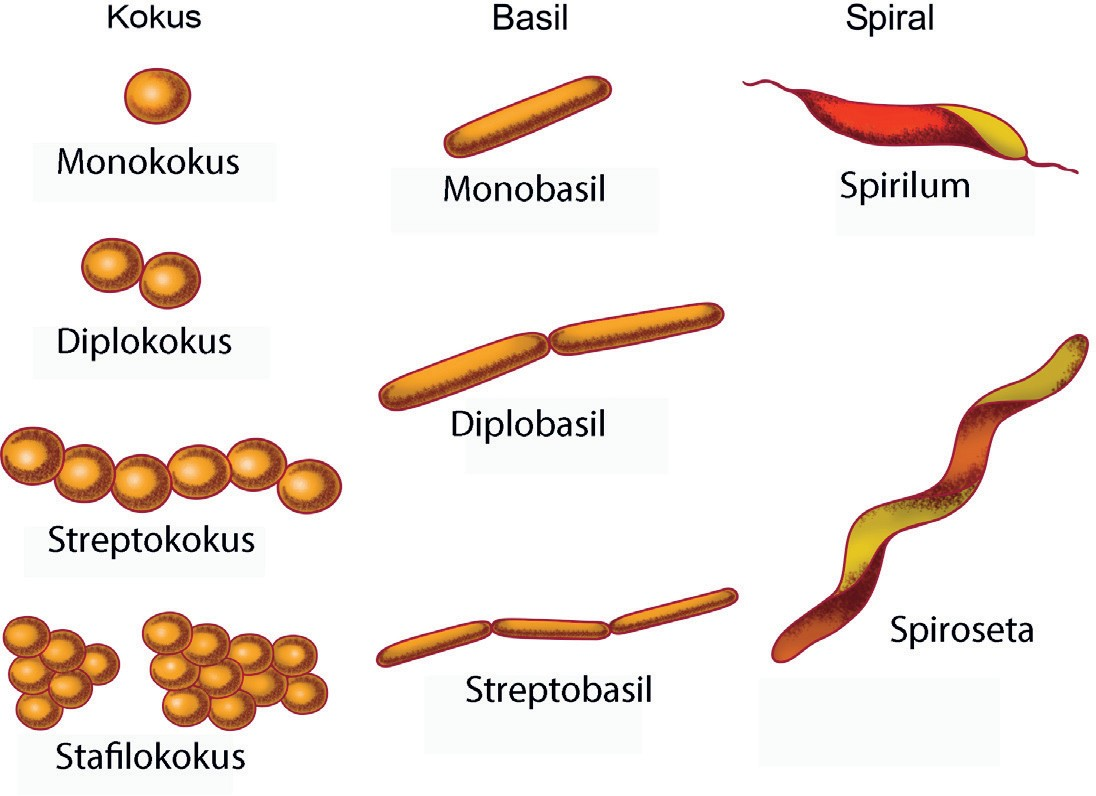 Kokus
Basil
Spiral
Monokokus
Monobasil
Spirilum
Diplokokus
Diplobasil
Streptokokus
Spiroseta
Streptobasil
Stafilokokus